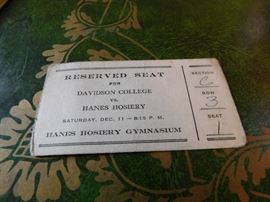 RESERVED SEAT
FOR
DAVIDSON COLLEGE
VS.
HANES HOSIERY
SATURDAY, DEC. 11 — 8:15 P. M.
HANES HOSIERY GYMNASIUM
SECTION
C
ROW
3
SEAT
1